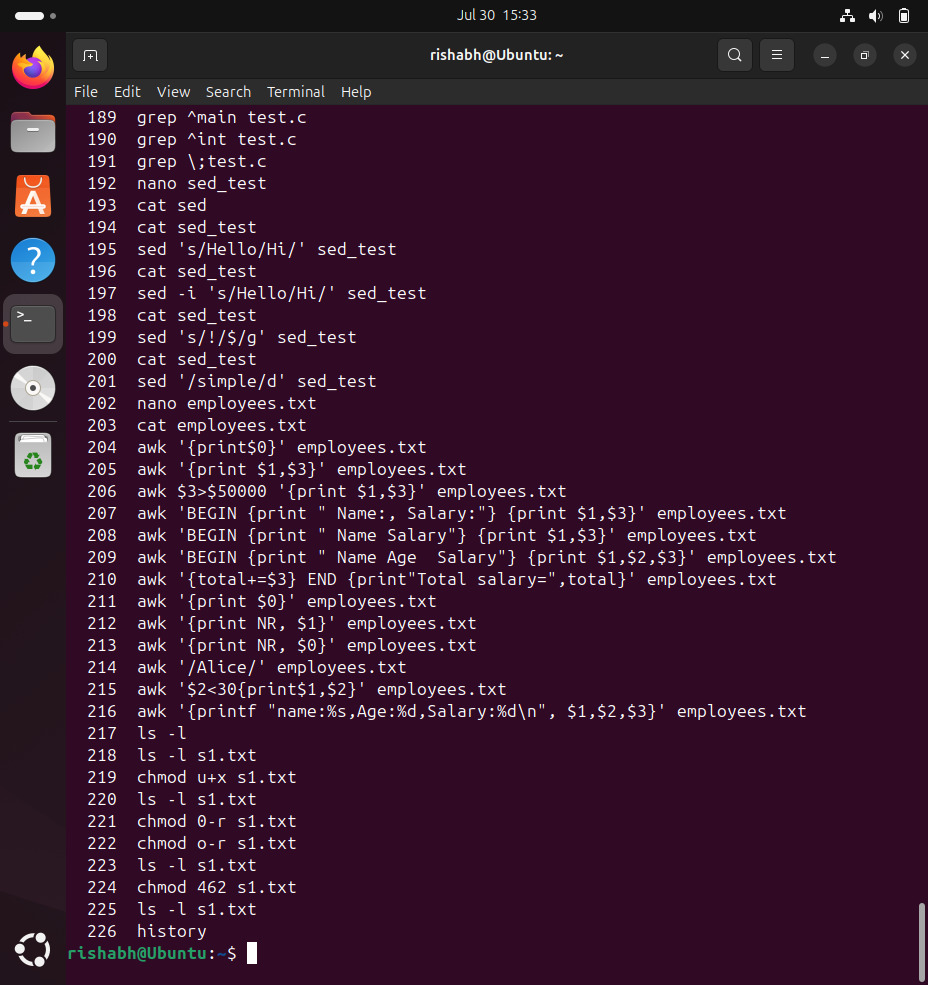 Jul 30 15:33
rishabh@Ubuntu: ~
File Edit View Search Terminal Help
189 grep ^main test.c
190 grep ^int test.c
191 grep \;test.c
192 nano sed_test
193 cat sed
194 cat sed_test
195 sed 's/Hello/Hi/' sed_test
196 cat sed_test
197 sed -i 's/Hello/Hi/' sed_test
198 cat sed_test
199 sed 's/!/$/g' sed_test
200 cat sed_test
201 sed '/simple/d' sed_test
202 nano employees.txt
203 cat employees.txt
204 awk '{print$0}' employees.txt
205 awk '{print $1,$3}' employees.txt
206 awk $3>$50000 '{print $1,$3}' employees.txt
207 awk 'BEGIN {print " Name:, Salary:"} {print $1,$3}' employees.txt
208 awk 'BEGIN {print " Name Salary"} {print $1,$3}' employees.txt
209 awk 'BEGIN {print " Name Age  Salary"} {print $1,$2,$3}' employees.txt
210 awk '{total+=$3} END {print"Total salary=",total}' employees.txt
211 awk '{print $0}' employees.txt
212 awk '{print NR, $1}' employees.txt
213 awk '{print NR, $0}' employees.txt
214 awk '/Alice/' employees.txt
215 awk '$2<30{print$1,$2}' employees.txt
216 awk '{printf "name:%s,Age:%d,Salary:%d\n", $1,$2,$3}' employees.txt
217 ls -l
218 ls -l s1.txt
219 chmod u+x s1.txt
220 ls -l s1.txt
221 chmod 0-r s1.txt
222 chmod o-r s1.txt
223 ls -l s1.txt
224 chmod 462 s1.txt
225 ls -l s1.txt
226 history
rishabh@Ubuntu:~$